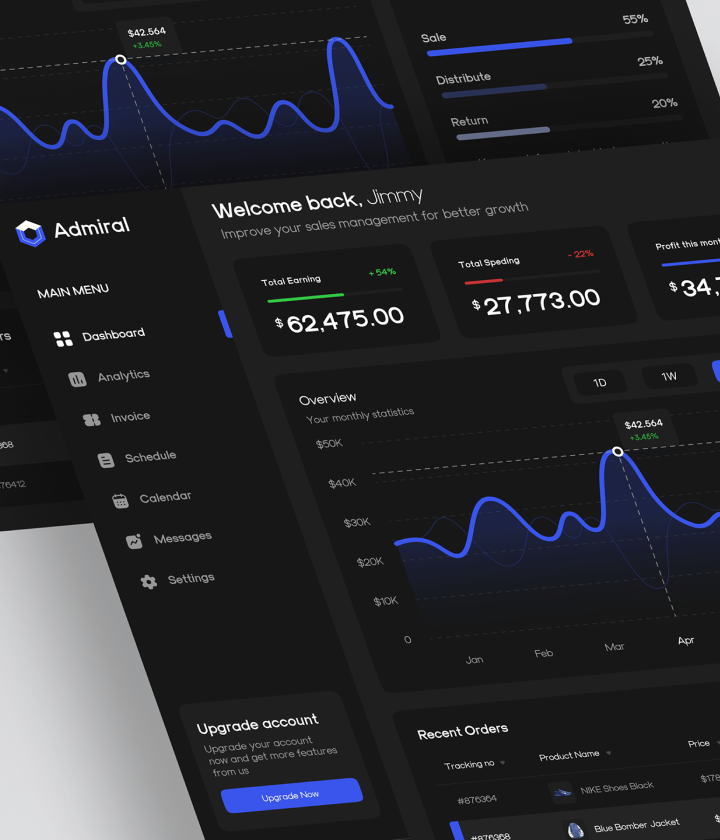 $42.564
+3.45%
55%
Sale
25%
Distribute
20%
Return
Welcome back, Jimmy
Improve your sales management for better growth
Admiral
MAIN MENU
Dashboard
Analytics
Invoice
Schedule
Calendar
Messages
Settings
Upgrade account
Upgrade your account
now and get more features
from us
Upgrade Now
Total Earning
+ 54%
$ 62,475.00
Total Speding
- 22%
$ 27,773.00
Profit this
$ 34,
Overview
Your monthly statistics
1D
1W
$42.564
+3.45%
$50K
$40K
$30K
$20K
$10K
0
Jan
Feb
Mar
Apr
Recent Orders
Tracking no
Product Name
Price
#876364
NIKE Shoes Black
$178
#876368
Blue Bomber Jacket
76412